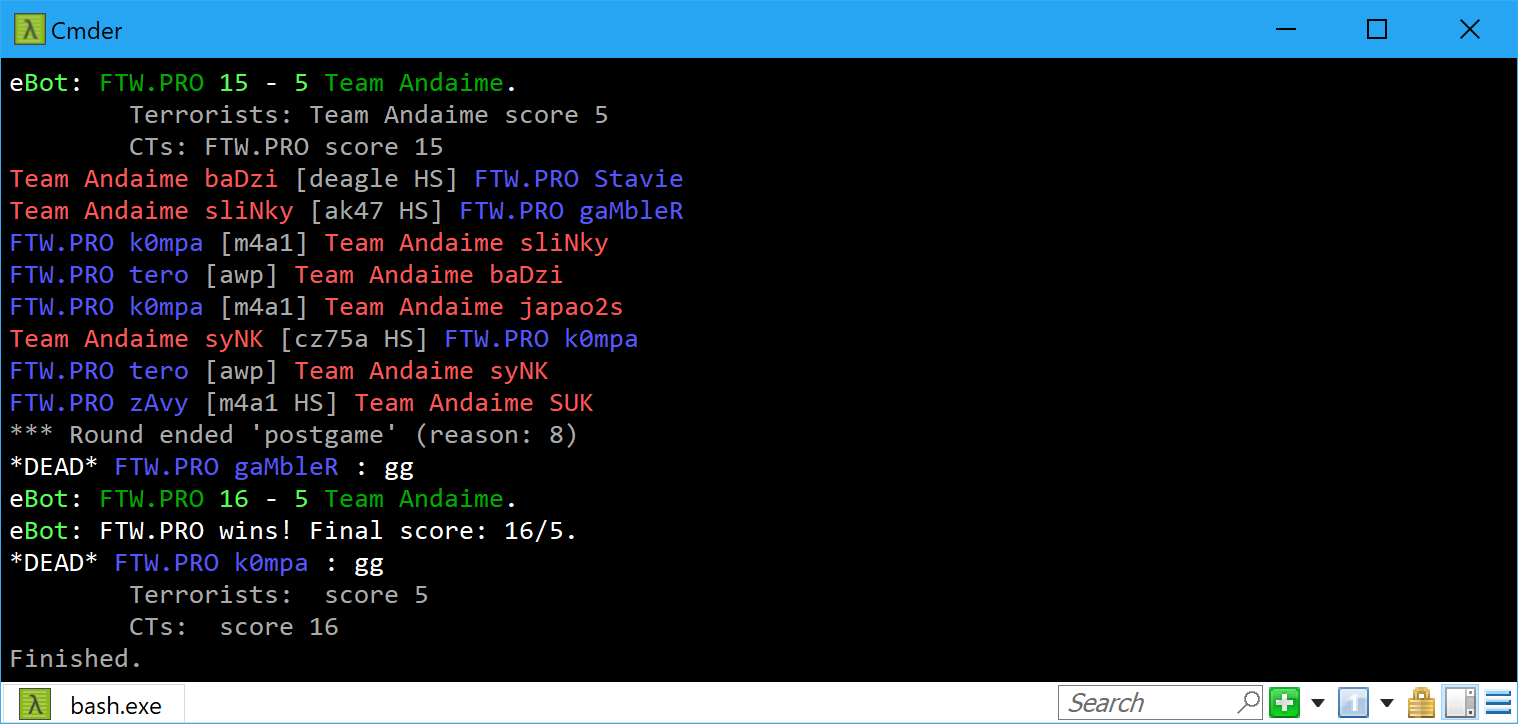 Cmder
eBot: FTW.PRO 15 - 5 Team Andaime.
Terrorists: Team Andaime score 5
CTs: FTW.PRO score 15
Team Andaime baDzi [deagle HS] FTW.PRO Stavie
Team Andaime sliNky [ak47 HS] FTW.PRO gaMbleR
FTW.PRO k0mpa [m4a1] Team Andaime sliNky
FTW.PRO tero [awp] Team Andaime baDzi
FTW.PRO k0mpa [m4a1] Team Andaime japao2s
Team Andaime syNK [cz75a HS] FTW.PRO k0mpa
FTW.PRO tero [awp] Team Andaime syNK
FTW.PRO zAvy [m4a1 HS] Team Andaime SUK
*** Round ended 'postgame' (reason: 8)
*DEAD* FTW.PRO gaMbleR : gg
eBot: FTW.PRO 16 - 5 Team Andaime.
eBot: FTW.PRO wins! Final score: 16/5.
*DEAD* FTW.PRO k0mpa : gg
Terrorists:  score 5
CTs:  score 16
Finished.
λ bash.exe Search 1